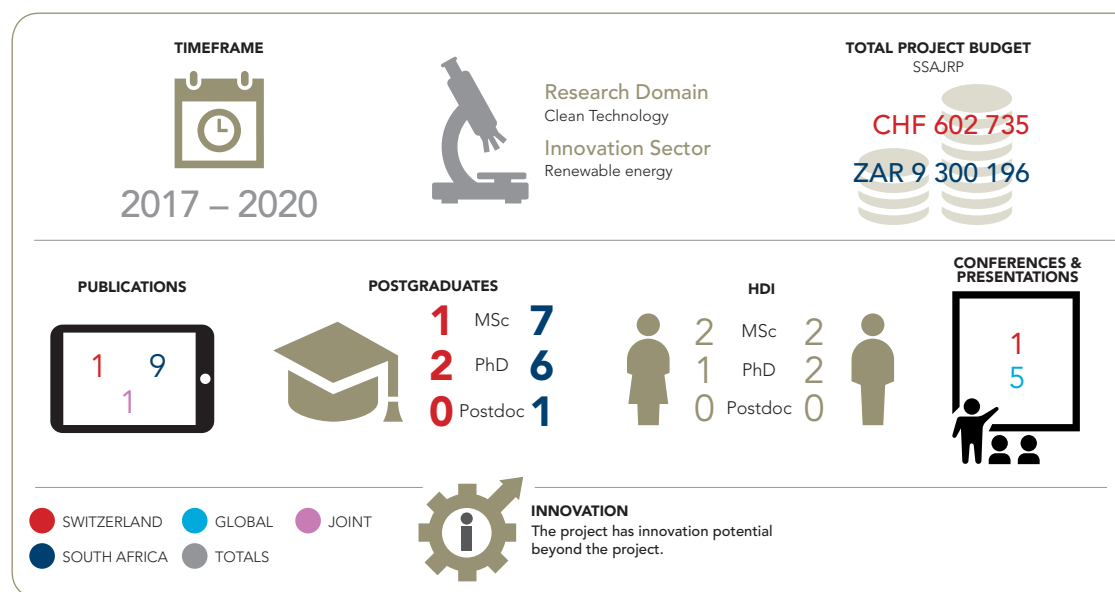 TIMEFRAME
2017 – 2020
Research Domain
Clean Technology
Innovation Sector
Renewable energy
TOTAL PROJECT BUDGET
SSAJRP
CHF 602 735
ZAR 9 300 196
PUBLICATIONS
1 9
1
POSTGRADUATES
1 MSc 7
2 PhD 6
0 Postdoc 1
HDI
2 MSc 2
1 PhD 2
0 Postdoc 0
CONFERENCES &
PRESENTATIONS
1
5
SWITZERLAND GLOBAL JOINT
SOUTH AFRICA TOTALS
i
INNOVATION
The project has innovation potential
beyond the project.